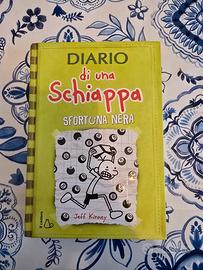 DIARIO
di una
Schiappa
SFORTUNA NERA
Jeff Kinney